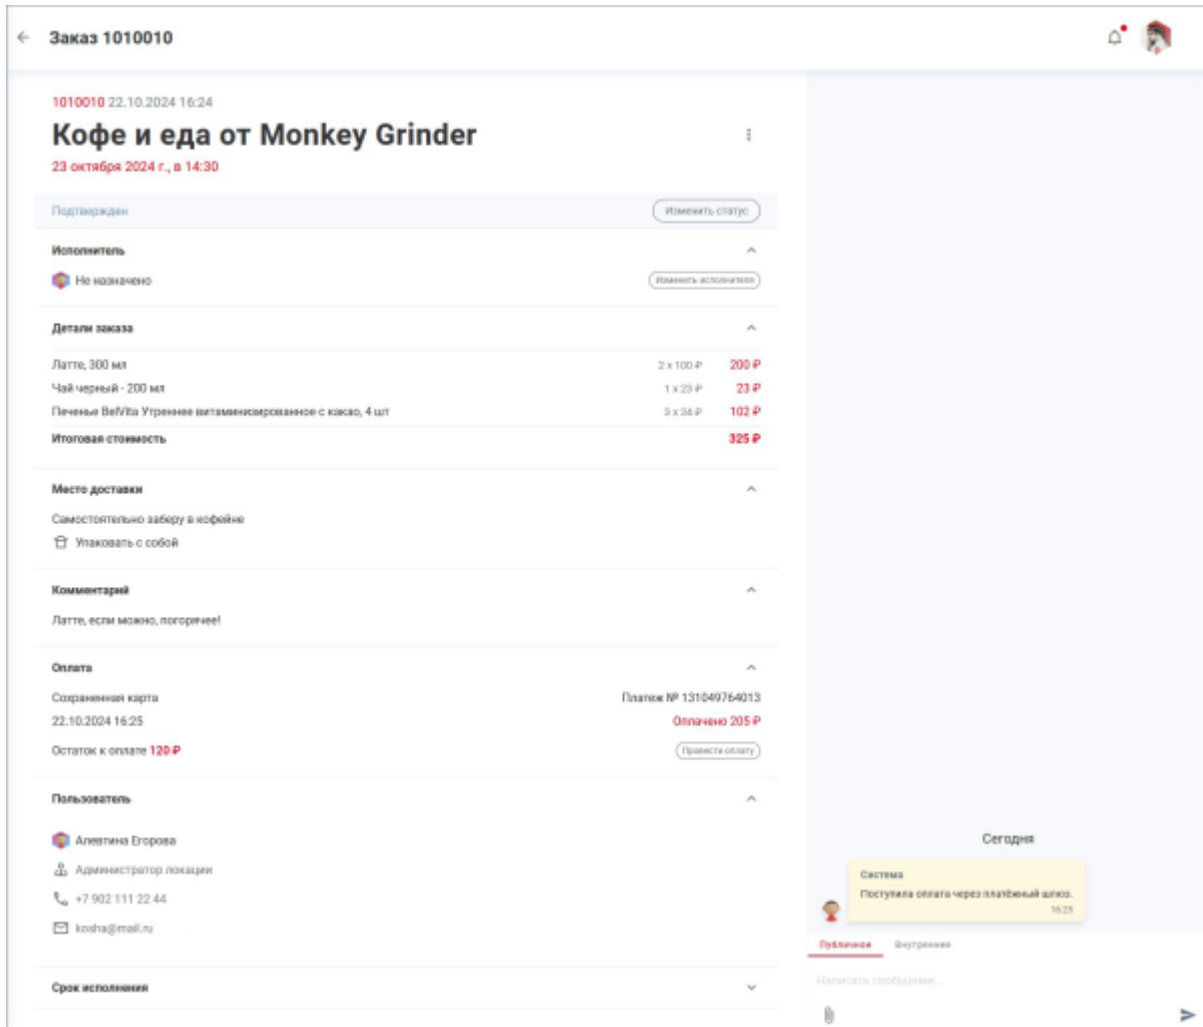 Заказ 1010010
1010010 22.10.2024 16:24
Кофе и еда от Monkey Grinder
23 октября 2024 г., в 14:30
Подтвержден
Изменить статус
Исполнитель
Не назначено
Изменить исполнителя
Детали заказа
Латте, 300 мл 2 x 100 ₽ 200 ₽
Чай черный - 200 мл 1 x 23 ₽ 23 ₽
Печенье BelVita Утреннее витаминизированное с какао, 4 шт 3 x 34 ₽ 102 ₽
Итоговая стоимость 325 ₽
Место доставки
Самостоятельно заберу в кофейне
Упаковать с собой
Комментарий
Латте, если можно, погорячее!
Оплата
Сохраненная карта Платеж № 131049764013
22.10.2024 16:25 Оплачено 205 ₽
Остаток к оплате 120 ₽ Провести оплату
Пользователь
Алевтина Егорова
Администратор локации
+7 902 111 22 44
kosha@mail.ru
Срок исполнения
Сегодня
Система
Поступила оплата через платёжный шлюз.
16:25
Публичное Внутреннее
Написать сообщение...